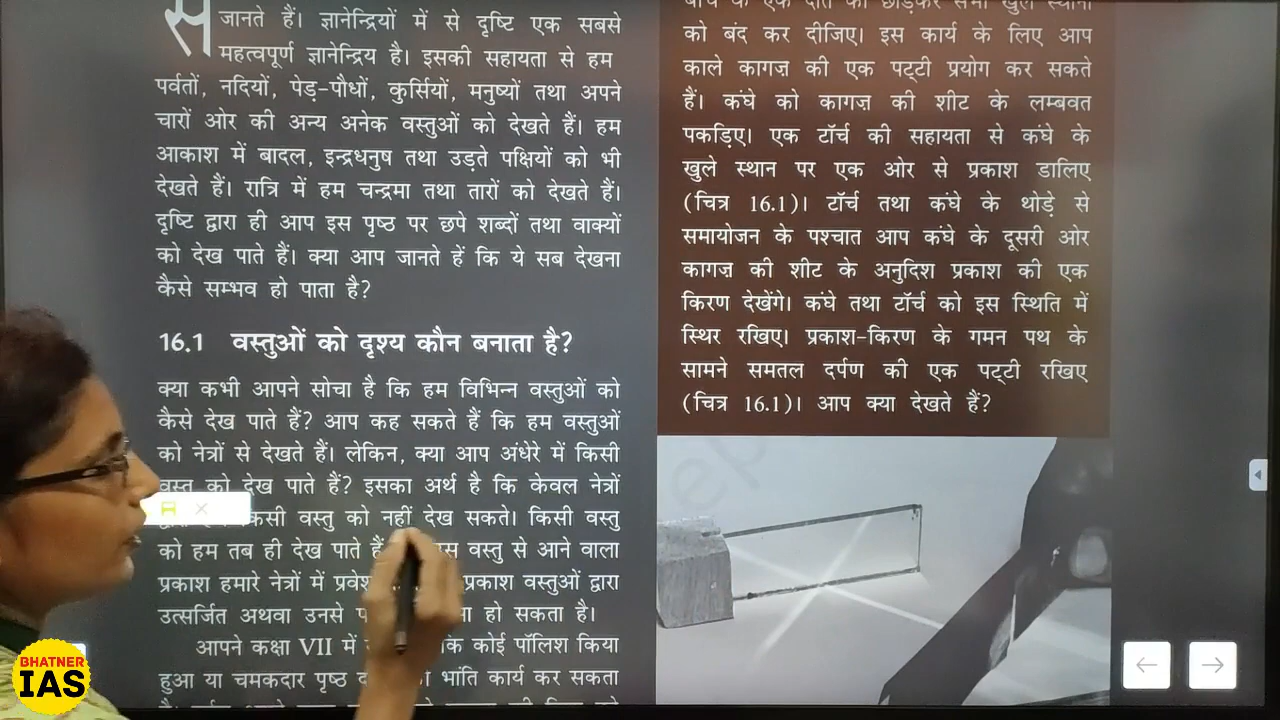 स
जानते हैं। ज्ञानेन्द्रियों में से दृष्टि एक सबसे
महत्वपूर्ण ज्ञानेन्द्रिय है। इसकी सहायता से हम
पर्वतों, नदियों, पेड़-पौधों, कुर्सियों, मनुष्यों तथा अपने
चारों ओर की अन्य अनेक वस्तुओं को देखते हैं। हम
आकाश में बादल, इन्द्रधनुष तथा उड़ते पक्षियों को भी
देखते हैं। रात्रि में हम चन्द्रमा तथा तारों को देखते हैं।
दृष्टि द्वारा ही आप इस पृष्ठ पर छपे शब्दों तथा वाक्यों
को देख पाते हैं। क्या आप जानते हें कि ये सब देखना
कैसे सम्भव हो पाता है?
16.1 वस्तुओं को दृश्य कौन बनाता है?
क्या कभी आपने सोचा है कि हम विभिन्न वस्तुओं को
कैसे देख पाते हैं? आप कह सकते हैं कि हम वस्तुओं
को नेत्रों से देखते हैं। लेकिन, क्या आप अंधेरे में किसी
वस्तु को देख पाते हैं? इसका अर्थ है कि केवल नेत्रों
किसी वस्तु को नहीं देख सकते। किसी वस्तु
को हम तब ही देख पाते हैं वस्तु से आने वाला
प्रकाश हमारे नेत्रों में प्रकाश वस्तुओं द्वारा
उत्सर्जित अथवा उनसे हो सकता है।
आपने कक्षा VII में कोई पॉलिश किया
हुआ या चमकदार पृष्ठ भांति कार्य कर सकता
को बंद कर दीजिए। इस कार्य के लिए आप
काले कागज़ की एक पट्टी प्रयोग कर सकते
हैं। कंघे को कागज़ की शीट के लम्बवत
पकड़िए। एक टॉर्च की सहायता से कंघे के
खुले स्थान पर एक ओर से प्रकाश डालिए
(चित्र 16.1)। टॉर्च तथा कंघे के थोड़े से
समायोजन के पश्चात आप कंघे के दूसरी ओर
कागज़ की शीट के अनुदिश प्रकाश की एक
किरण देखेंगे। कंघे तथा टॉर्च को इस स्थिति में
स्थिर रखिए। प्रकाश-किरण के गमन पथ के
सामने समतल दर्पण की एक पट्टी रखिए
(चित्र 16.1)। आप क्या देखते हैं?
BHATNER
IAS